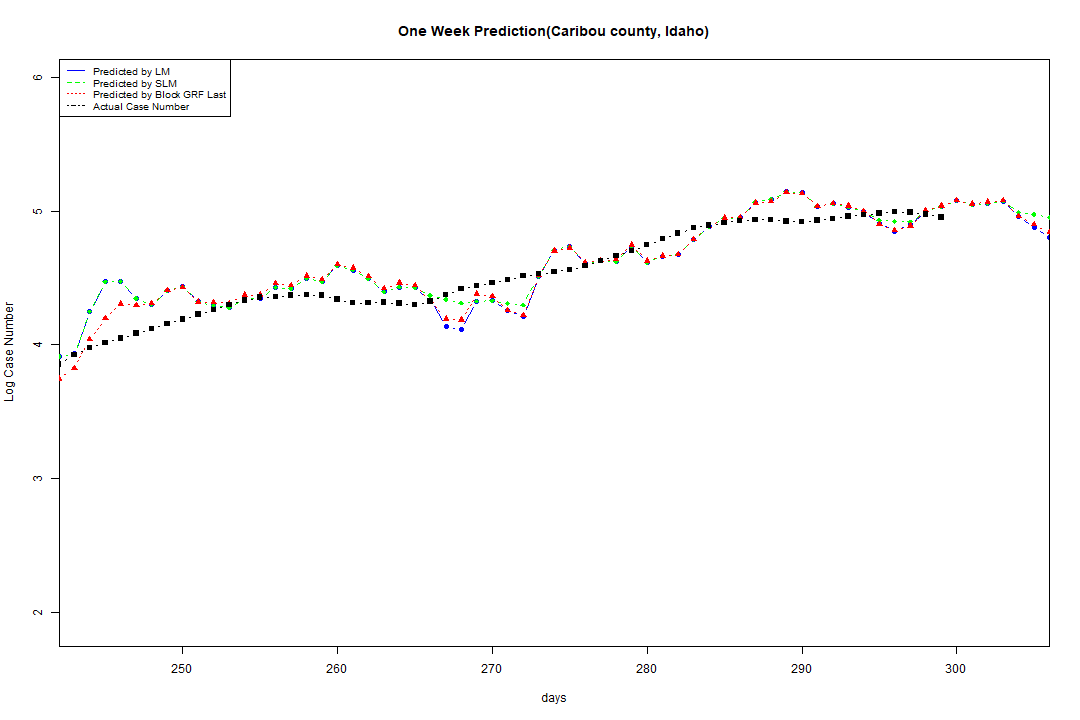 One Week Prediction(Caribou county, Idaho)
Predicted by LM
Predicted by SLM
Predicted by Block GRF Last
Actual Case Number
6
5
4
3
2
Log Case Number
250 260 270 280 290 300
days